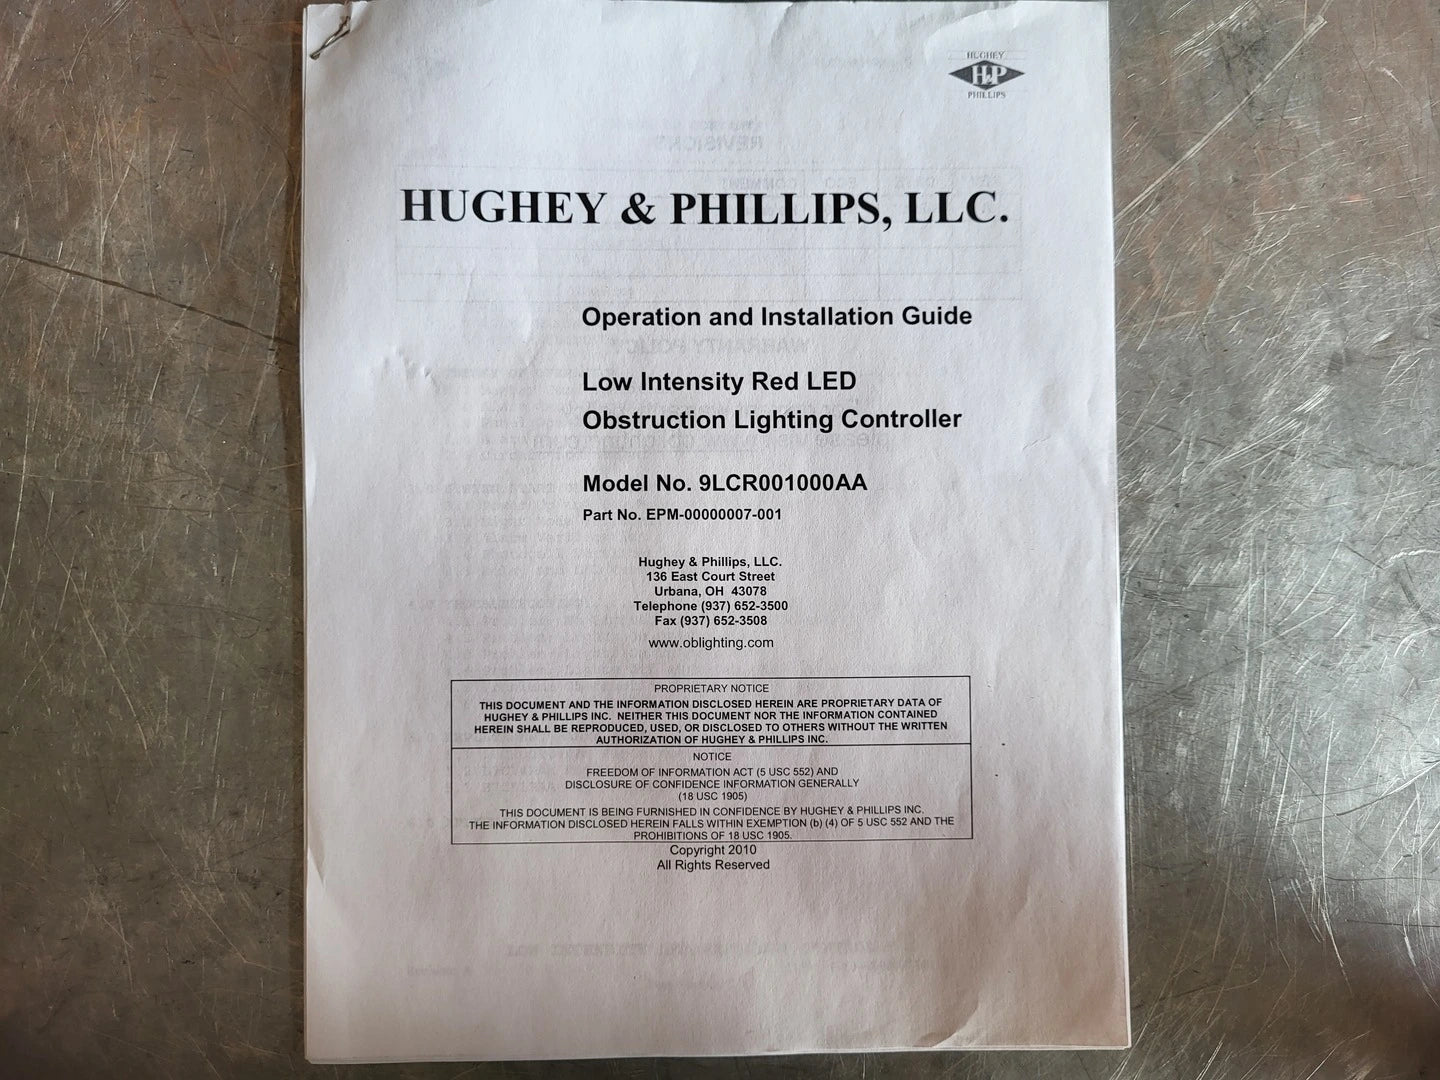 HUGHEY
H&P
PHILLIPS
HUGHEY & PHILLIPS, LLC.
Operation and Installation Guide
Low Intensity Red LED
Obstruction Lighting Controller
Model No. 9LCR001000AA
Part No. EPM-00000007-001
Hughey & Phillips, LLC.
136 East Court Street
Urbana, OH 43078
Telephone (937) 652-3500
Fax (937) 652-3508
www.oblighting.com
PROPRIETARY NOTICE
THIS DOCUMENT AND THE INFORMATION DISCLOSED HEREIN ARE PROPRIETARY DATA OF
HUGHEY & PHILLIPS INC. NEITHER THIS DOCUMENT NOR THE INFORMATION CONTAINED
HEREIN SHALL BE REPRODUCED, USED, OR DISCLOSED TO OTHERS WITHOUT THE WRITTEN
AUTHORIZATION OF HUGHEY & PHILLIPS INC.
NOTICE
FREEDOM OF INFORMATION ACT (5 USC 552) AND
DISCLOSURE OF CONFIDENCE INFORMATION GENERALLY
(18 USC 1905)
THIS DOCUMENT IS BEING FURNISHED IN CONFIDENCE BY HUGHEY & PHILLIPS INC.
THE INFORMATION DISCLOSED HEREIN FALLS WITHIN EXEMPTION (b) (4) OF 5 USC 552 AND THE
PROHIBITIONS OF 18 USC 1905.
Copyright 2010
All Rights Reserved